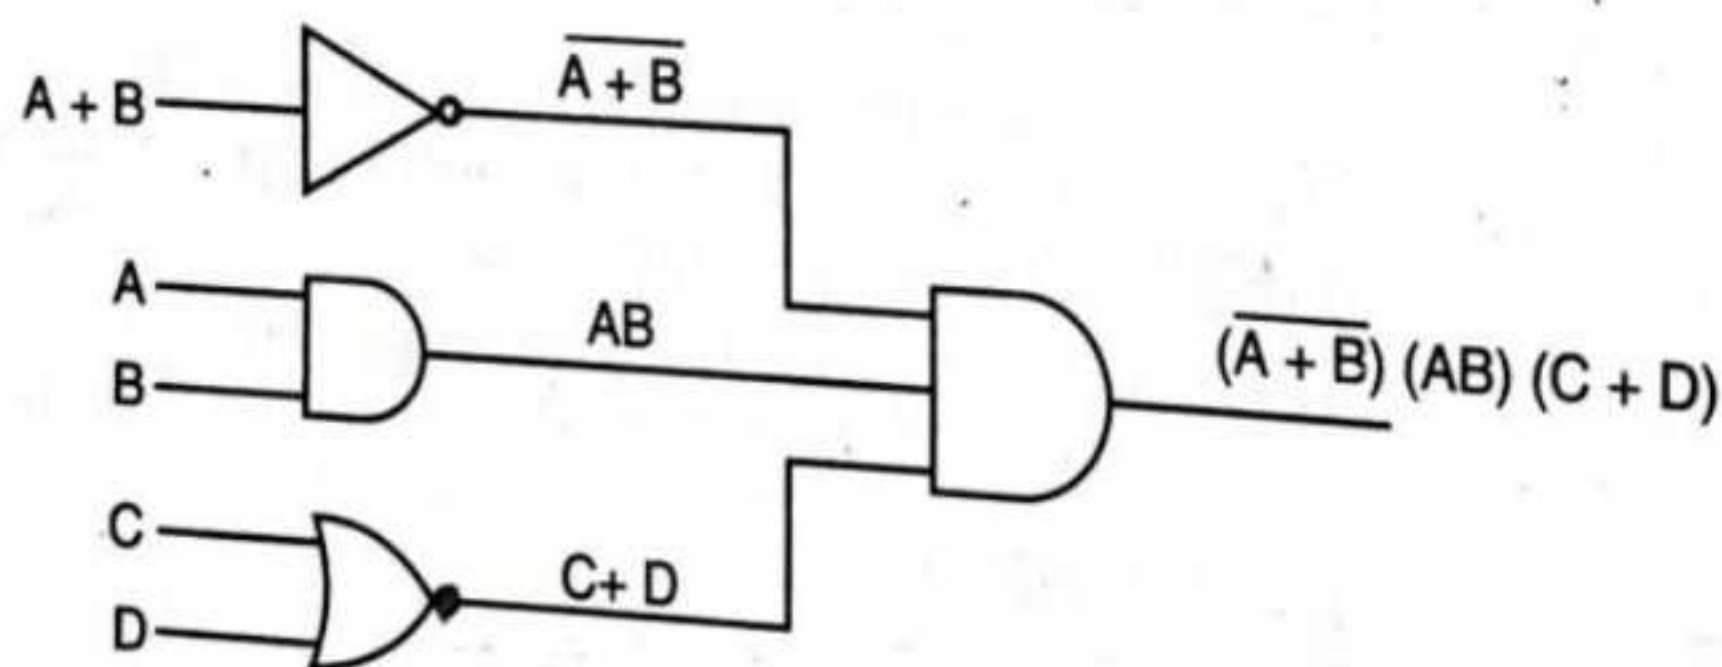 A + B
A̅ ̅+̅ ̅B̅
A
B
AB
(A̅ ̅+̅ ̅B̅) (AB) (C + D)
C
D
C+ D